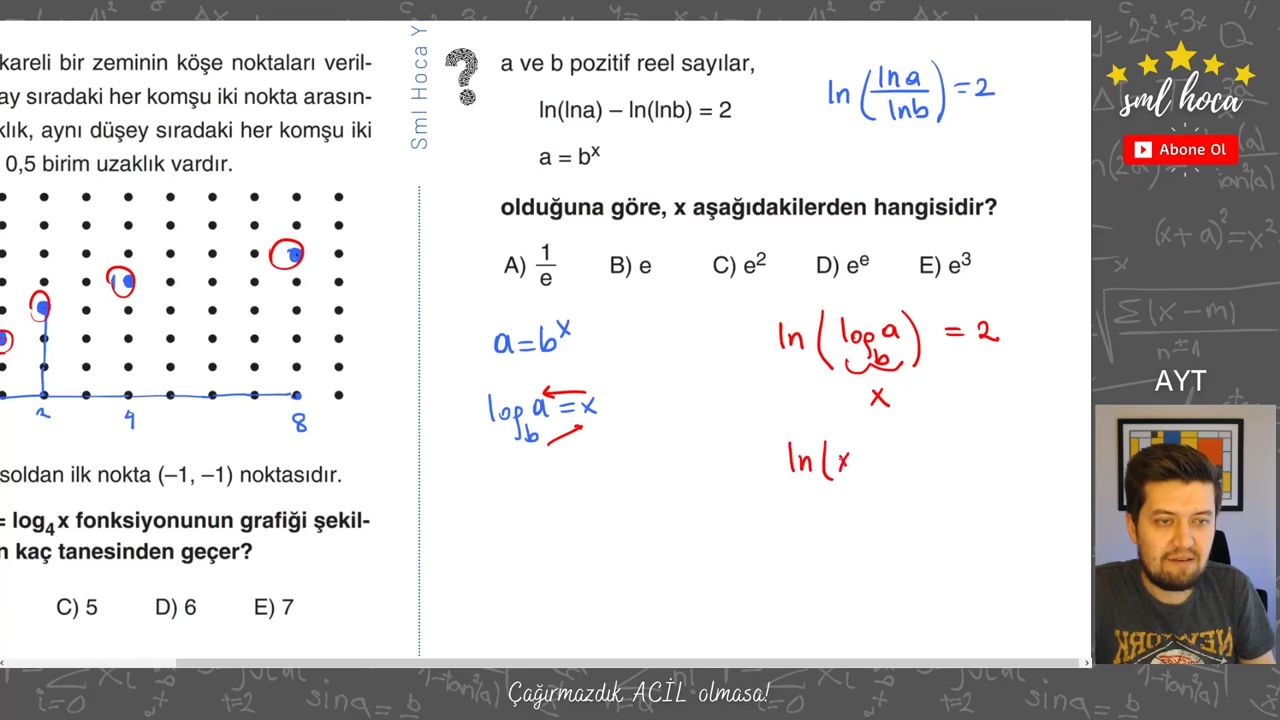 kareli bir zeminin köşe noktaları veril-
ay sıradaki her komşu iki nokta arasın-
klık, aynı düşey sıradaki her komşu iki
0,5 birim uzaklık vardır.
2
4
8
soldan ilk nokta (–1, –1) noktasıdır.
= log₄x fonksiyonunun grafiği şekil-
n kaç tanesinden geçer?
C) 5 D) 6 E) 7
Sml Hoca Y
?
a ve b pozitif reel sayılar,
ln(lna) – ln(lnb) = 2
a = bˣ
olduğuna göre, x aşağıdakilerden hangisidir?
A) 1/e B) e C) e² D) eᵉ E) e³
ln(lna/lnb) = 2
a = bˣ
log_b a = x
ln(log_b a) = 2
x
ln(x
sml hoca
Abone Ol
AYT
Çağırmazdık ACİL olmasa!